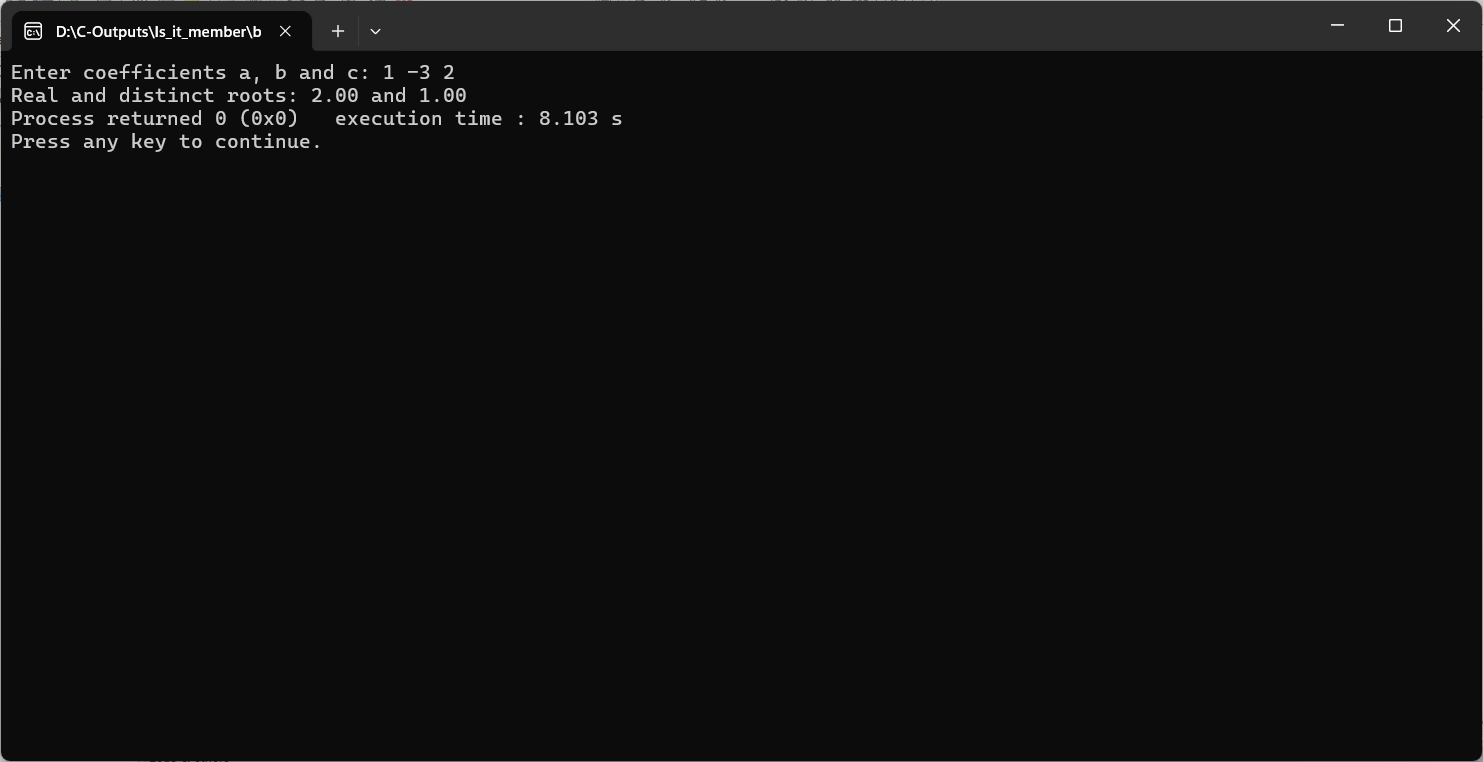 D:\C-Outputs\Is_it_member\b
Enter coefficients a, b and c: 1 -3 2
Real and distinct roots: 2.00 and 1.00
Process returned 0 (0x0)   execution time : 8.103 s
Press any key to continue.